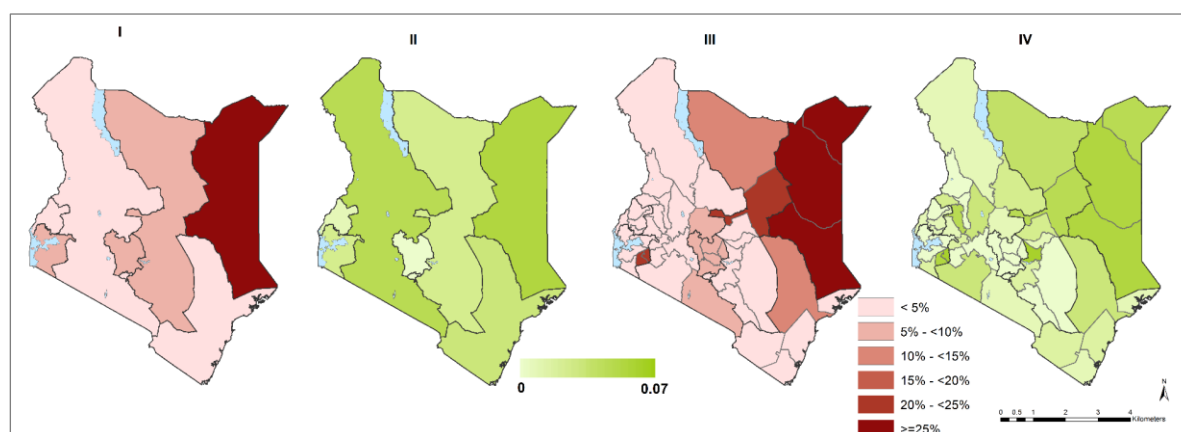 I
II
III
IV
0
0.07
< 5%
5% - <10%
10% - <15%
15% - <20%
20% - <25%
>=25%
N
0 0.5 1 2 3 4
Kilometers